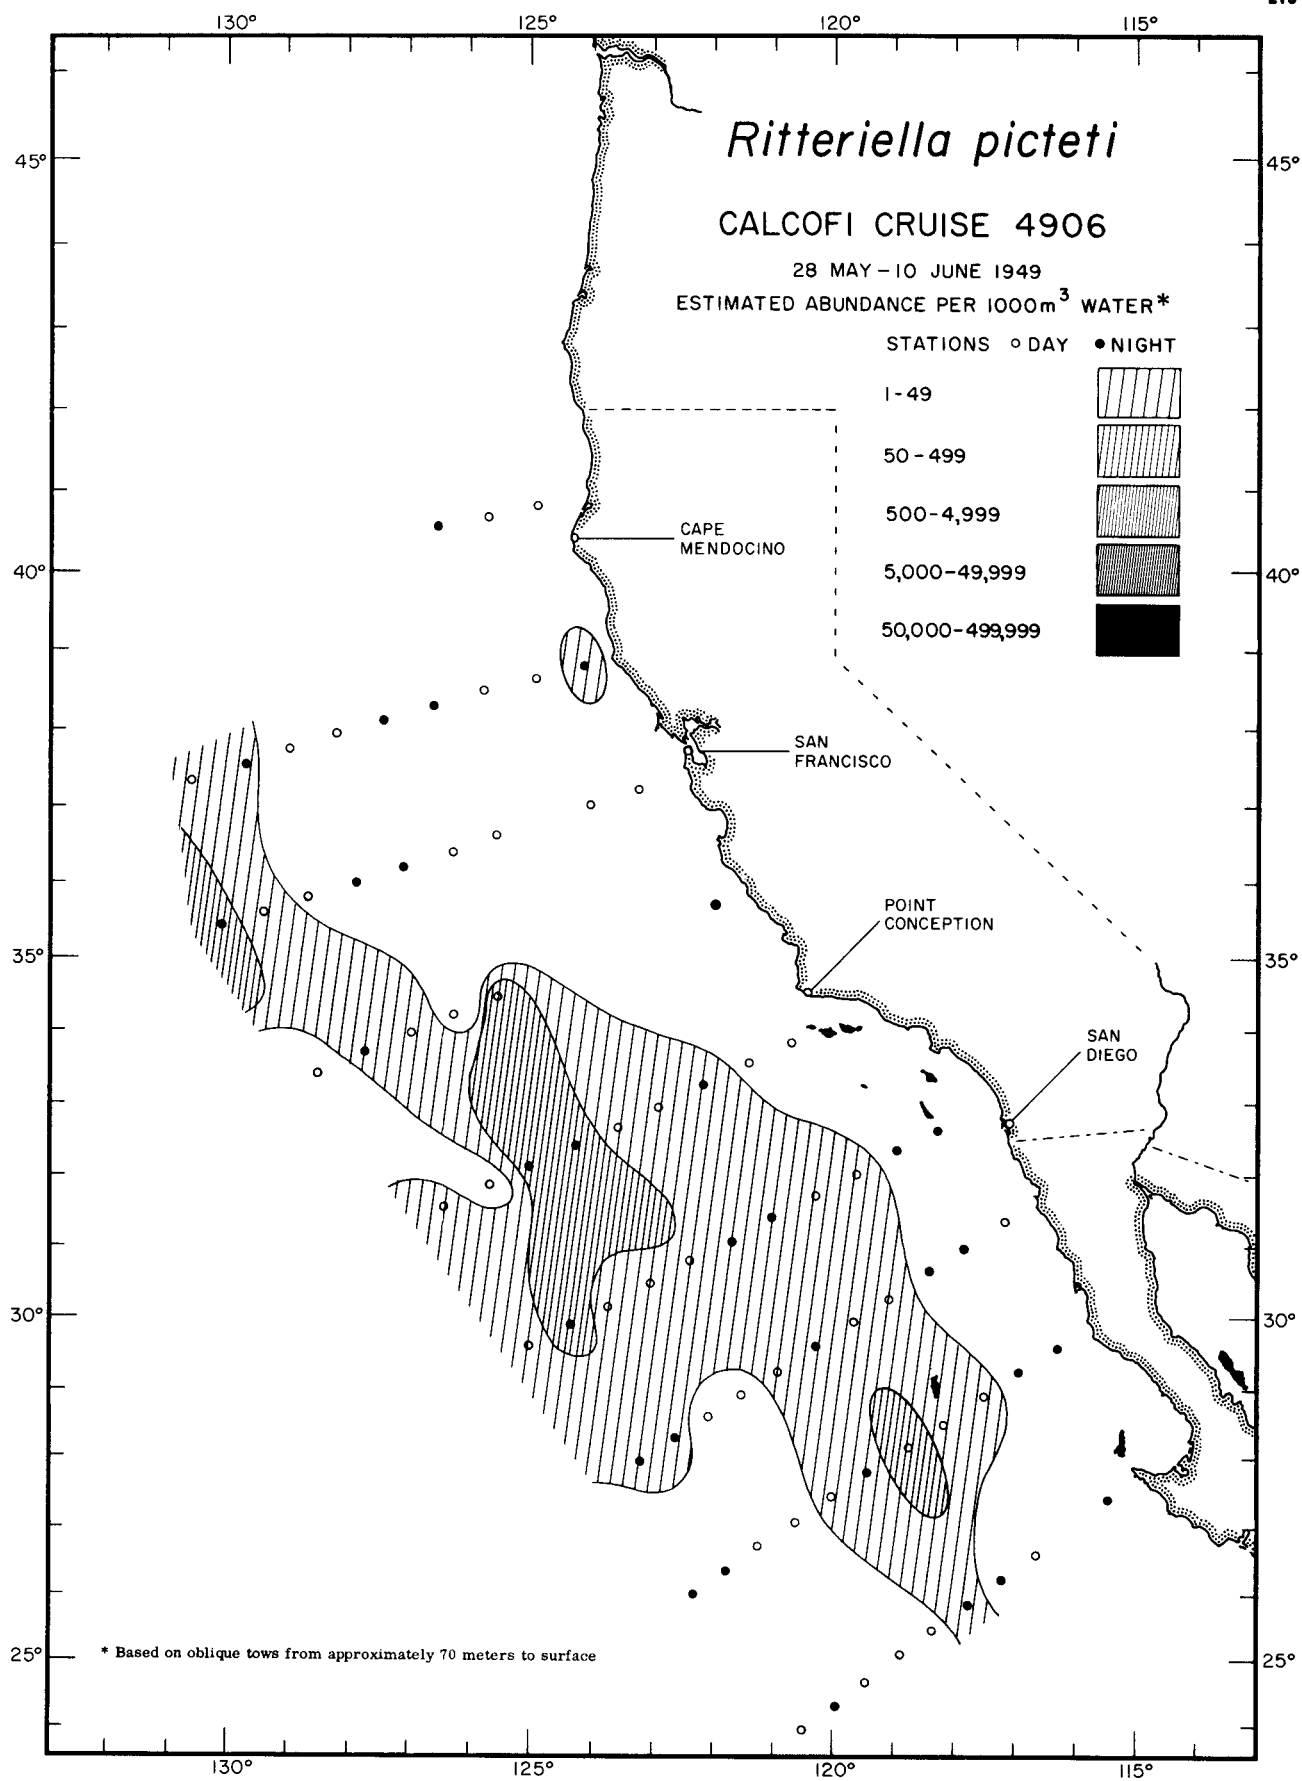 130° 125° 120° 115°
Ritteriella picteti
45° 45°
CALCOFI CRUISE 4906
28 MAY – 10 JUNE 1949
ESTIMATED ABUNDANCE PER 1000m³ WATER*
STATIONS ○ DAY ● NIGHT
1 - 49
50 - 499
500 - 4,999
5,000 - 49,999
50,000 - 499,999
CAPE
MENDOCINO
40° 40°
SAN
FRANCISCO
POINT
CONCEPTION
35° 35°
SAN
DIEGO
30° 30°
* Based on oblique tows from approximately 70 meters to surface
25° 25°
130° 125° 120° 115°